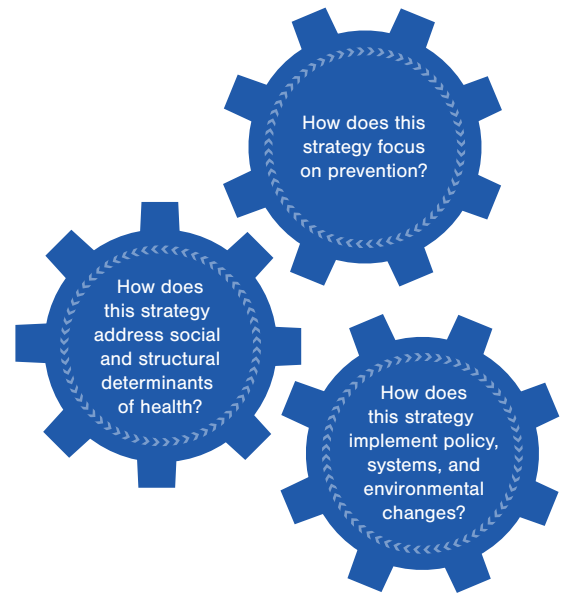 How does this
strategy focus
on prevention?
How does
this strategy
address social
and structural
determinants
of health?
How does
this strategy
implement policy,
systems, and
environmental
changes?